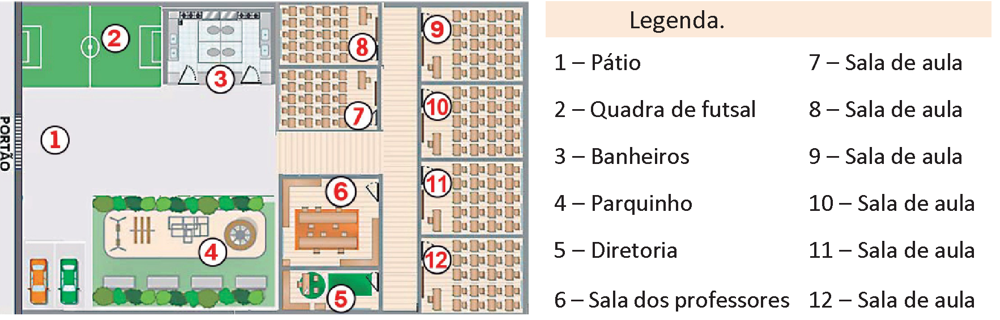 PORTÃO
2
3
8
7
1
6
4
5
9
10
11
12
Legenda.
1 – Pátio
2 – Quadra de futsal
3 – Banheiros
4 – Parquinho
5 – Diretoria
6 – Sala dos professores
7 – Sala de aula
8 – Sala de aula
9 – Sala de aula
10 – Sala de aula
11 – Sala de aula
12 – Sala de aula